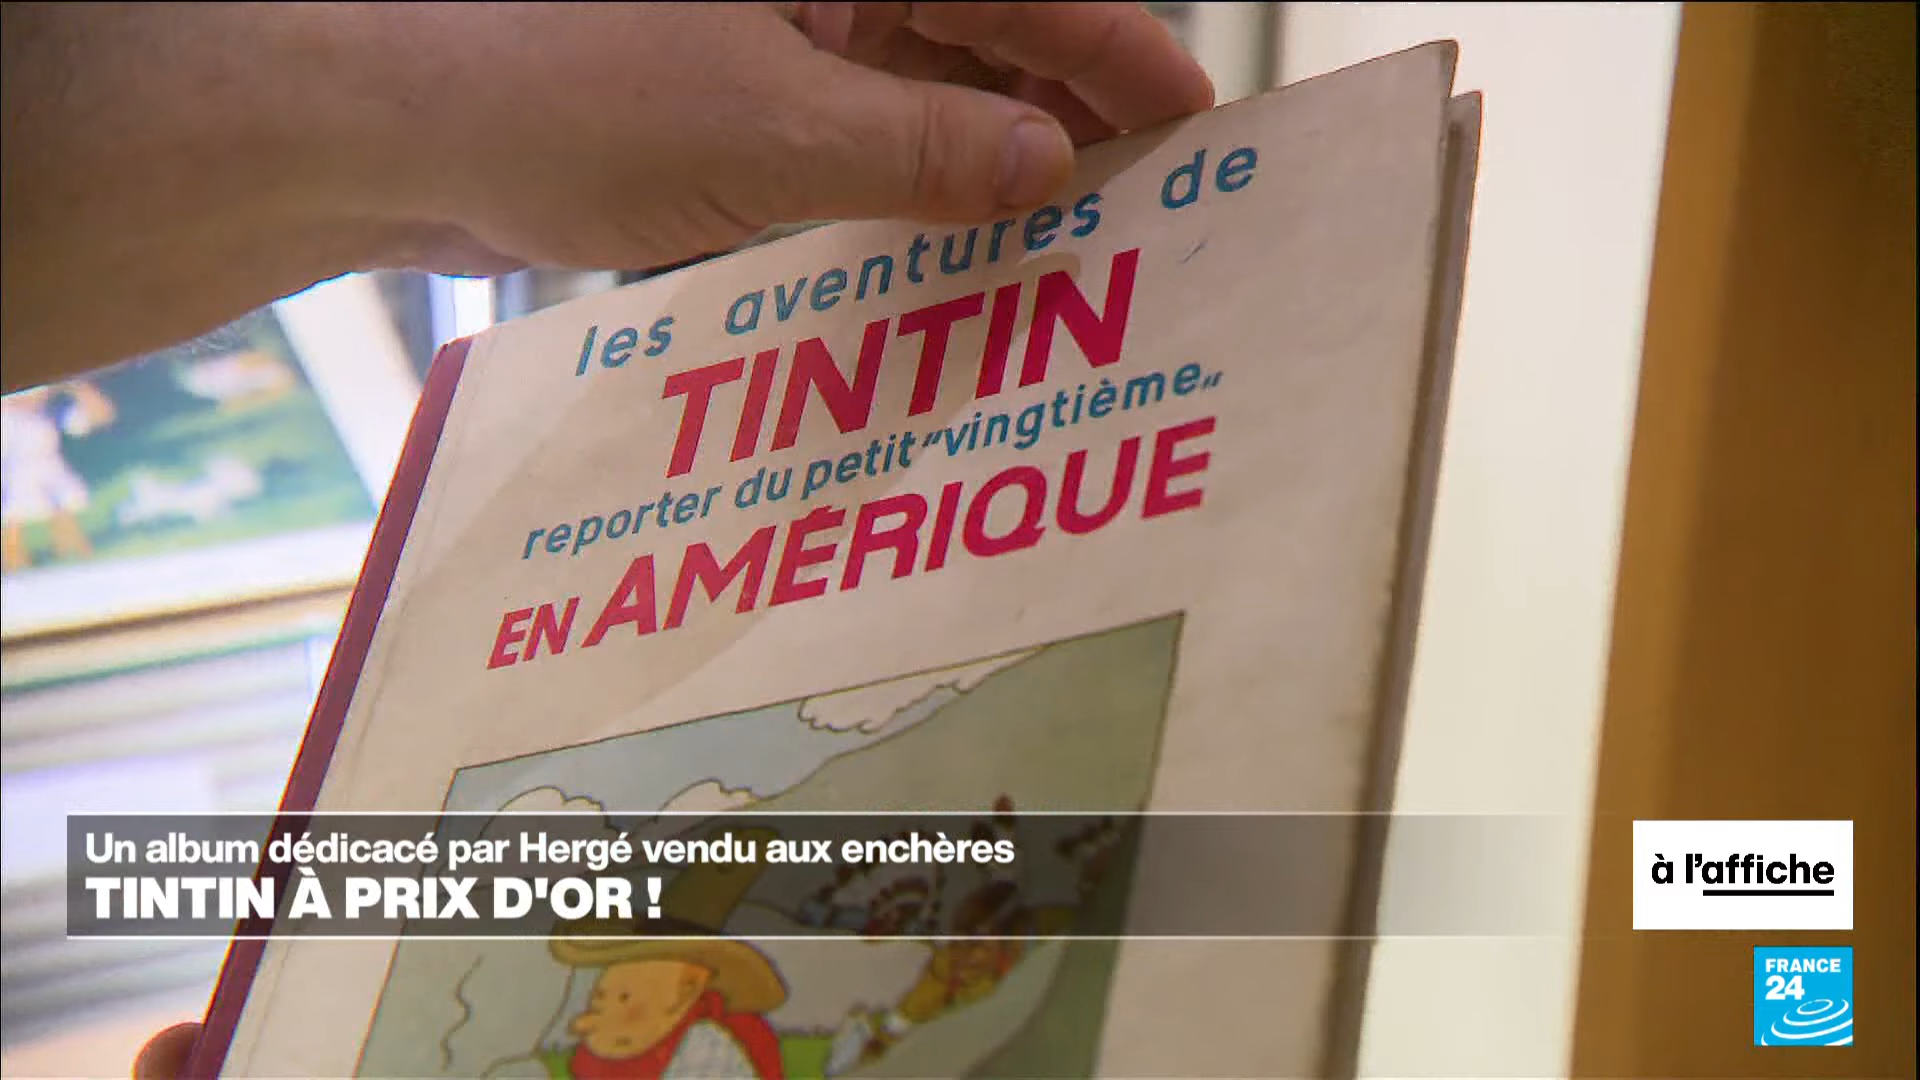 les aventures de
TINTIN
reporter du petit "vingtième"
EN AMÉRIQUE
Un album dédicacé par Hergé vendu aux enchères
TINTIN À PRIX D'OR !
à l'affiche
FRANCE
24